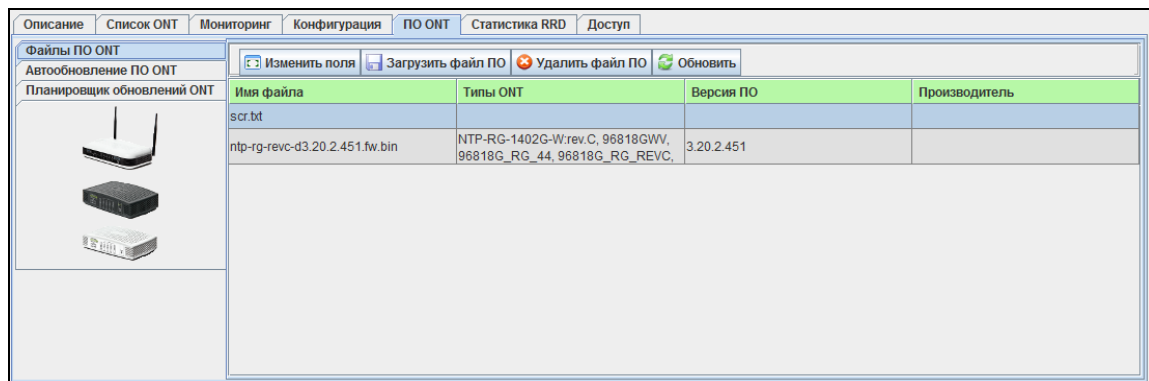 Описание Список ONT Мониторинг Конфигурация ПО ONT Статистика RRD Доступ
Файлы ПО ONT
Автообновление ПО ONT
Планировщик обновлений ONT
Изменить поля Загрузить файл ПО Удалить файл ПО Обновить
Имя файла Типы ONT Версия ПО Производитель
scr.txt
ntp-rg-revc-d3.20.2.451.fw.bin NTP-RG-1402G-W:rev.C, 96818GWV, 3.20.2.451
96818G_RG_44, 96818G_RG_REVC,